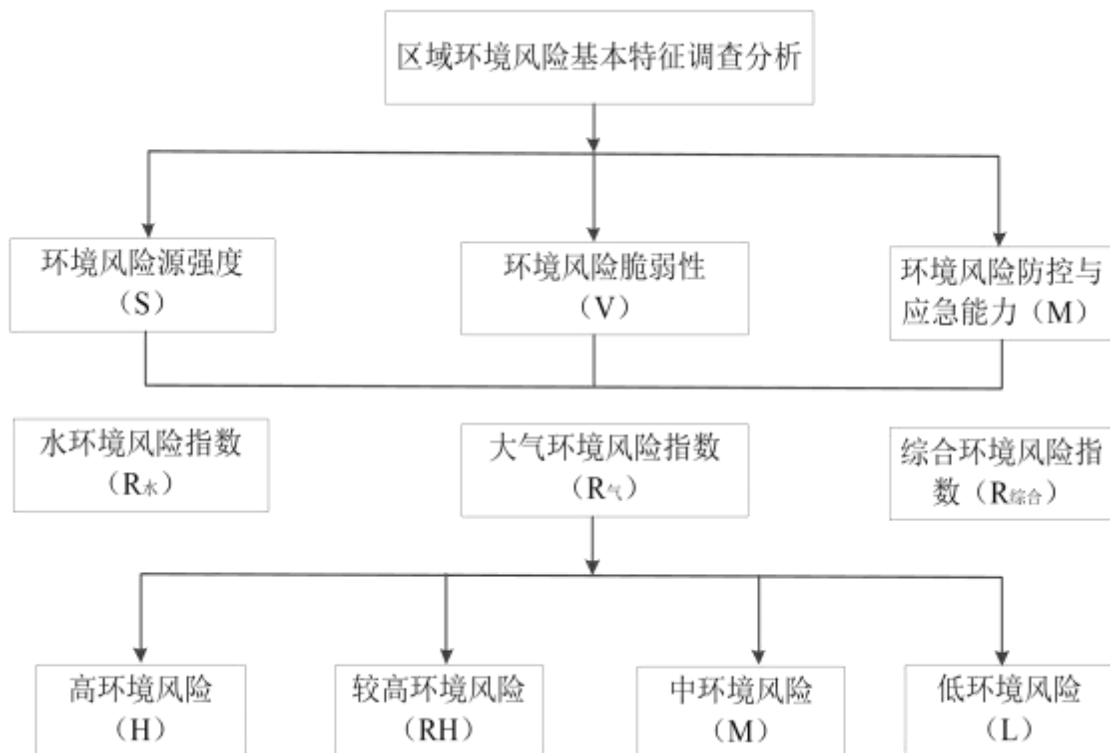 区域环境风险基本特征调查分析
环境风险源强度
（S）
环境风险脆弱性
（V）
环境风险防控与
应急能力（M）
水环境风险指数
（R水）
大气环境风险指数
（R气）
综合环境风险指
数（R综合）
高环境风险
（H）
较高环境风险
（RH）
中环境风险
（M）
低环境风险
（L）